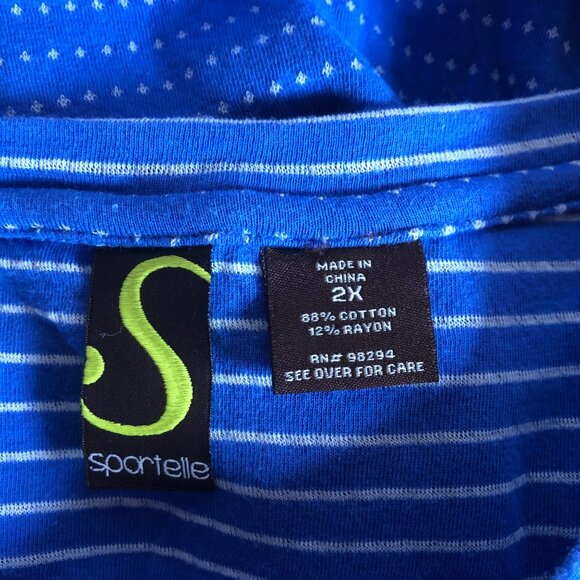 S
sportelle
MADE IN
CHINA
2X
88% COTTON
12% RAYON
RN# 98294
SEE OVER FOR CARE